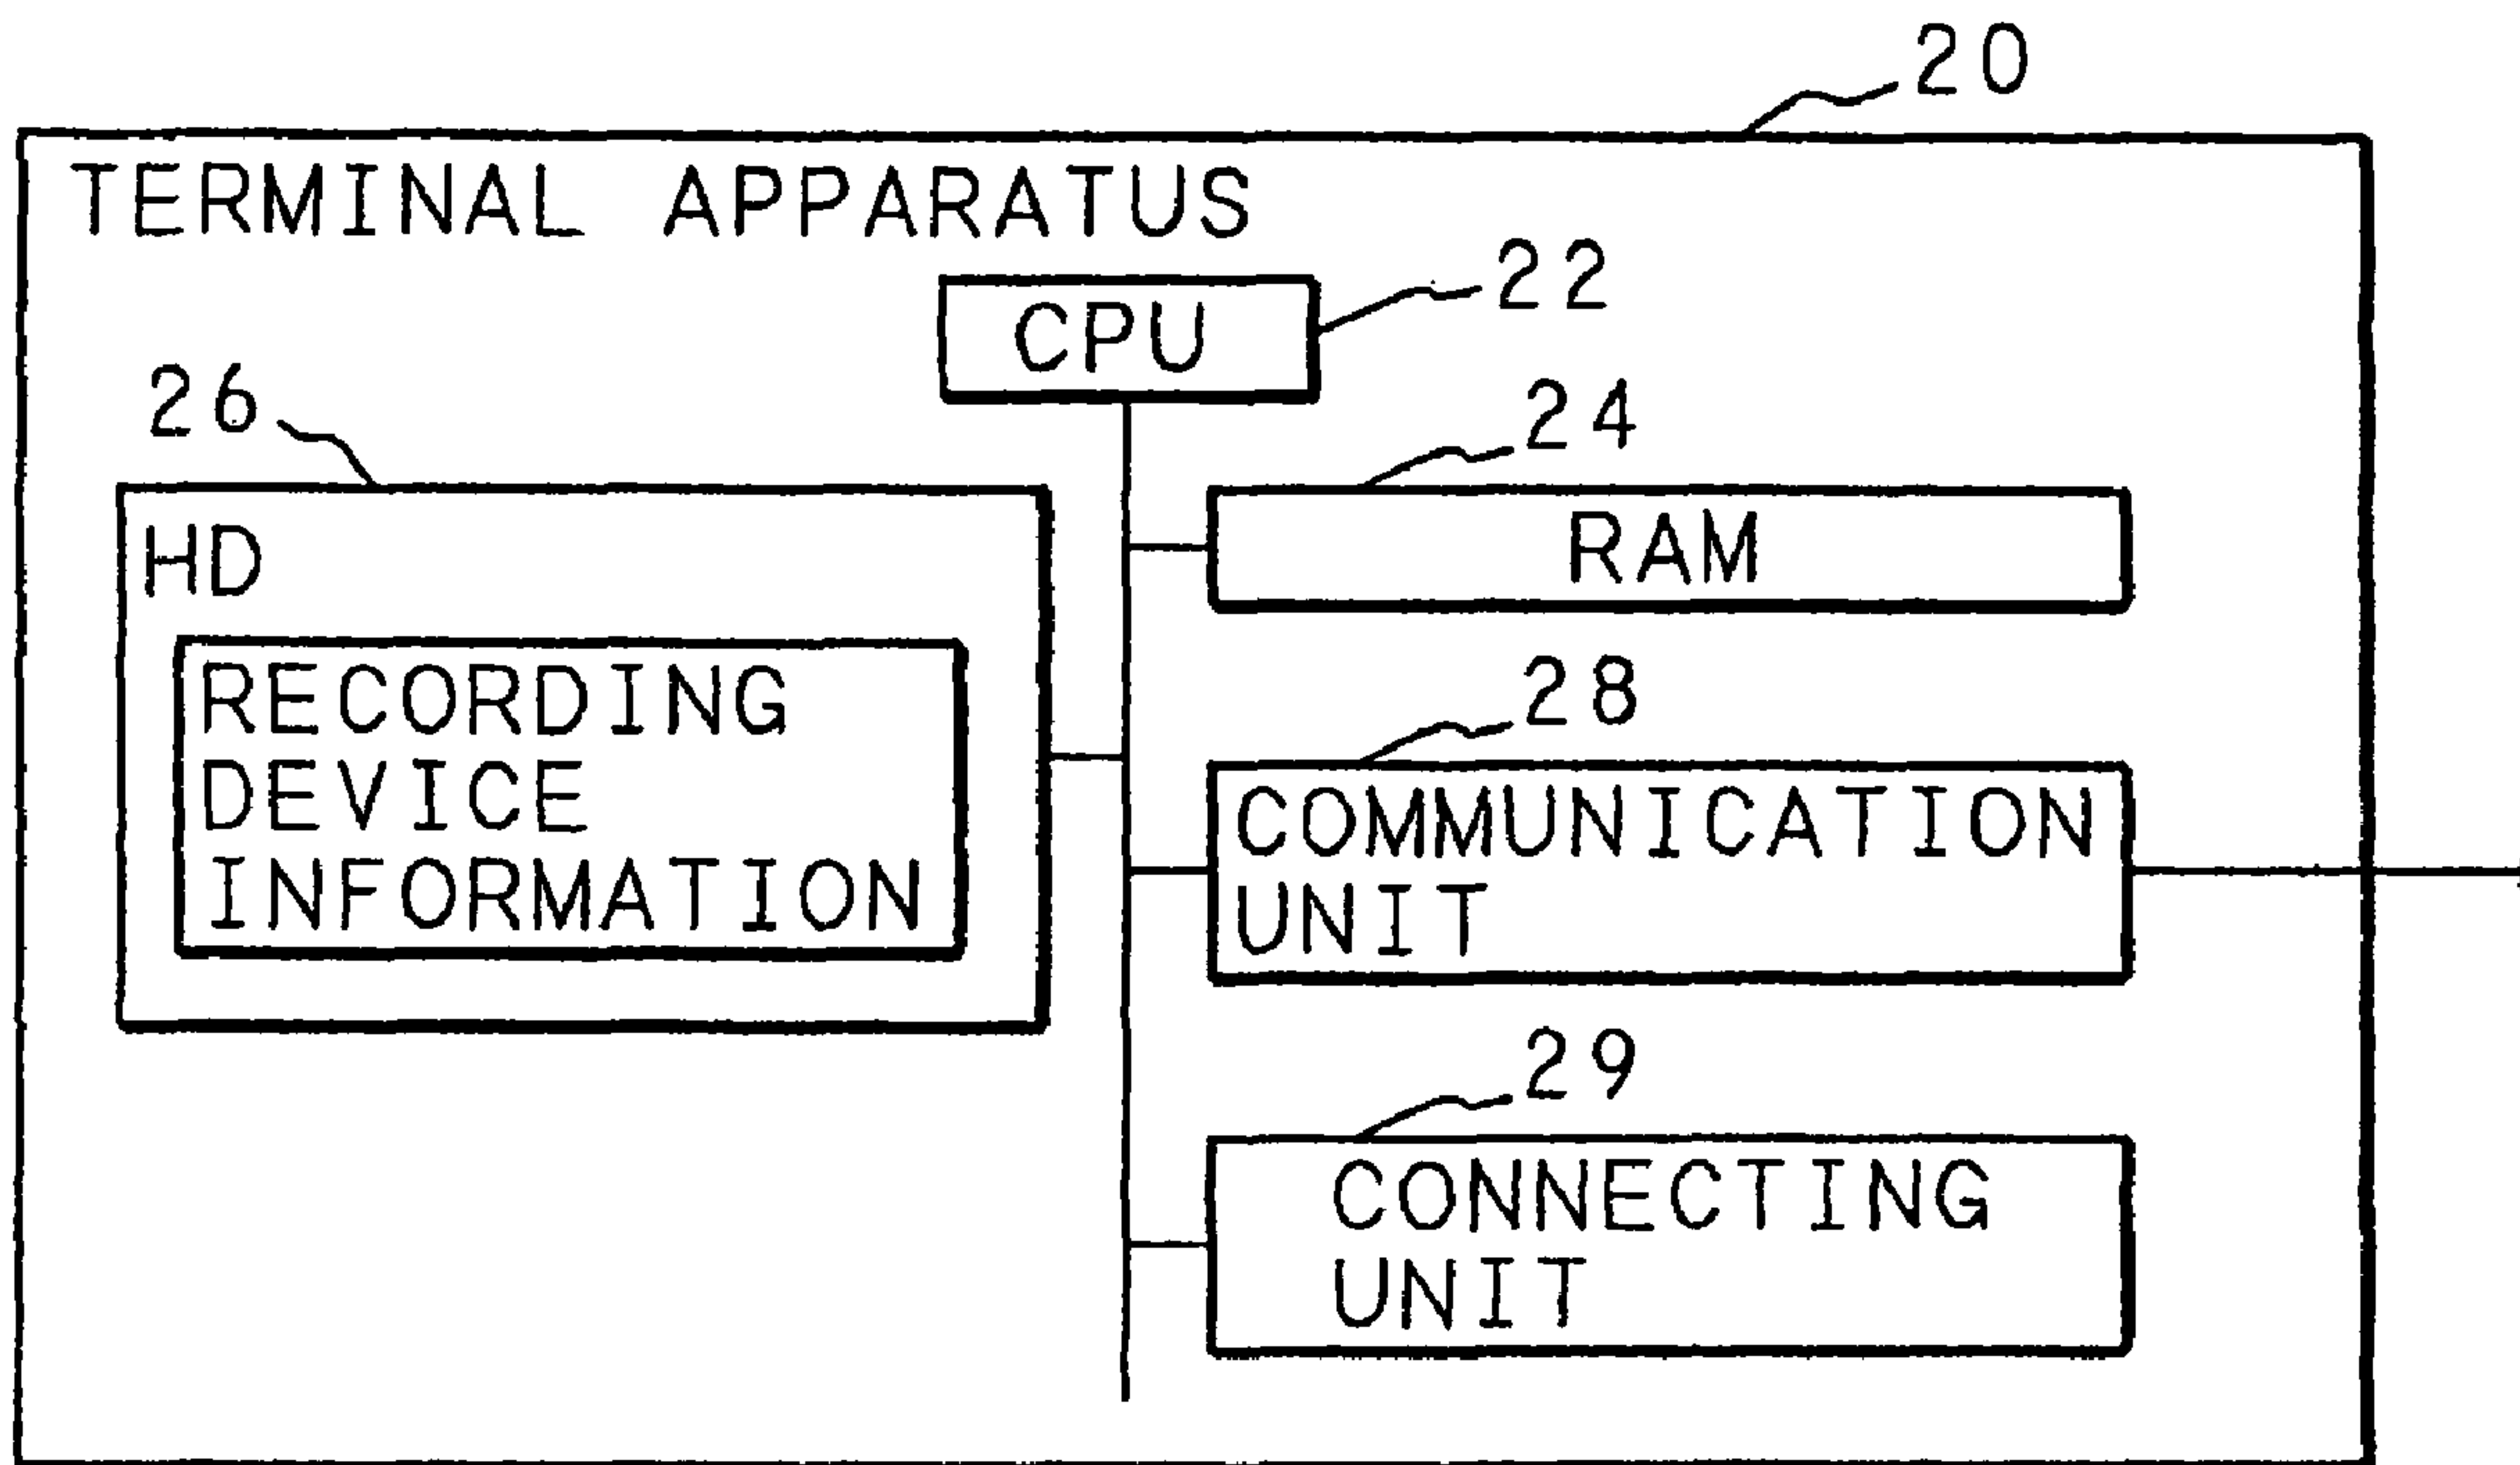 20
TERMINAL APPARATUS
22
CPU
26
24
HD
RAM
RECORDING
DEVICE
INFORMATION
28
COMMUNICATION
UNIT
29
CONNECTING
UNIT